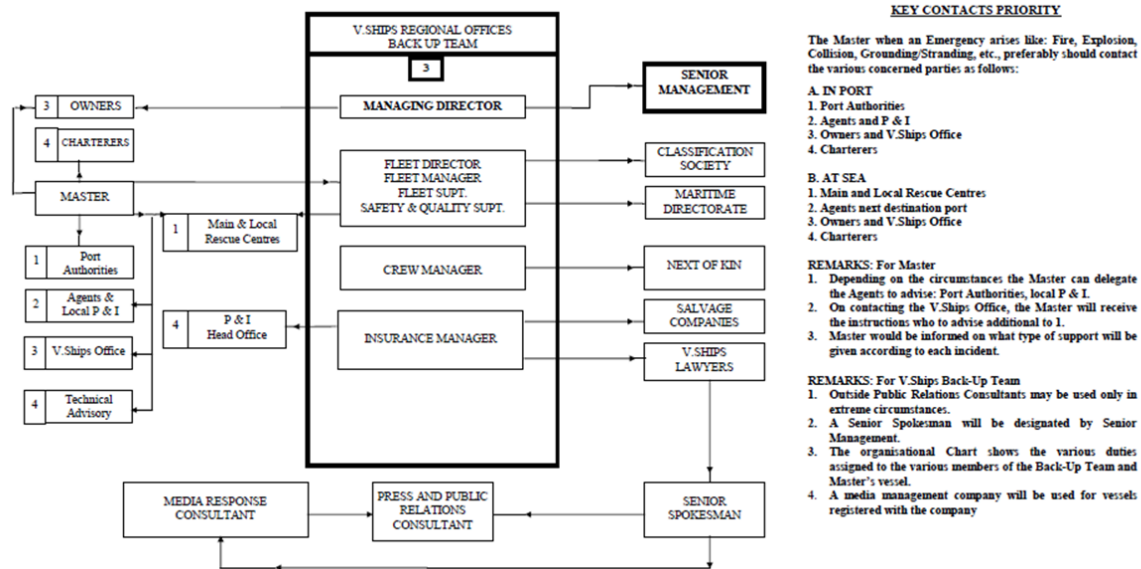 V.SHIPS REGIONAL OFFICES
BACK UP TEAM
3
MANAGING DIRECTOR
SENIOR
MANAGEMENT
3 OWNERS
4 CHARTERERS
MASTER
FLEET DIRECTOR
FLEET MANAGER
FLEET SUPT.
SAFETY & QUALITY SUPT.
CLASSIFICATION
SOCIETY
MARITIME
DIRECTORATE
1 Main & Local
Rescue Centres
1 Port
Authorities
CREW MANAGER
NEXT OF KIN
2 Agents &
Local P & I
4 P & I
Head Office
INSURANCE MANAGER
SALVAGE
COMPANIES
3 V.Ships Office
V.SHIPS
LAWYERS
4 Technical
Advisory
MEDIA RESPONSE
CONSULTANT
PRESS AND PUBLIC
RELATIONS
CONSULTANT
SENIOR
SPOKESMAN
KEY CONTACTS PRIORITY
The Master when an Emergency arises like: Fire, Explosion,
Collision, Grounding/Stranding, etc., preferably should contact
the various concerned parties as follows:
A. IN PORT
1. Port Authorities
2. Agents and P & I
3. Owners and V.Ships Office
4. Charterers
B. AT SEA
1. Main and Local Rescue Centres
2. Agents next destination port
3. Owners and V.Ships Office
4. Charterers
REMARKS: For Master
1. Depending on the circumstances the Master can delegate
the Agents to advise: Port Authorities, local P & I.
2. On contacting the V.Ships Office, the Master will receive
the instructions who to advise additional to 1.
3. Master would be informed on what type of support will be
given according to each incident.
REMARKS: For V.Ships Back-Up Team
1. Outside Public Relations Consultants may be used only in
extreme circumstances.
2. A Senior Spokesman will be designated by Senior
Management.
3. The organisational Chart shows the various duties
assigned to the various members of the Back-Up Team and
Master's vessel.
4. A media management company will be used for vessels
registered with the company